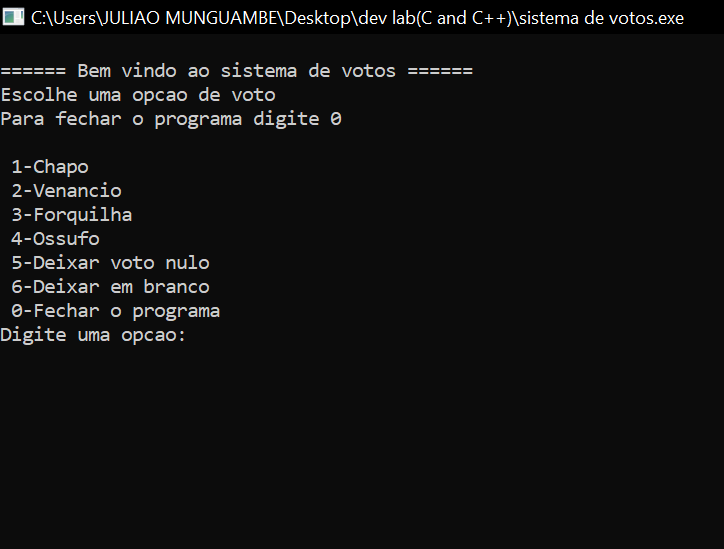 C:\Users\JULIAO MUNGUAMBE\Desktop\dev lab(C and C++)\sistema de votos.exe
====== Bem vindo ao sistema de votos ======
Escolhe uma opcao de voto
Para fechar o programa digite 0
1-Chapo
2-Venancio
3-Forquilha
4-Ossufo
5-Deixar voto nulo
6-Deixar em branco
0-Fechar o programa
Digite uma opcao: